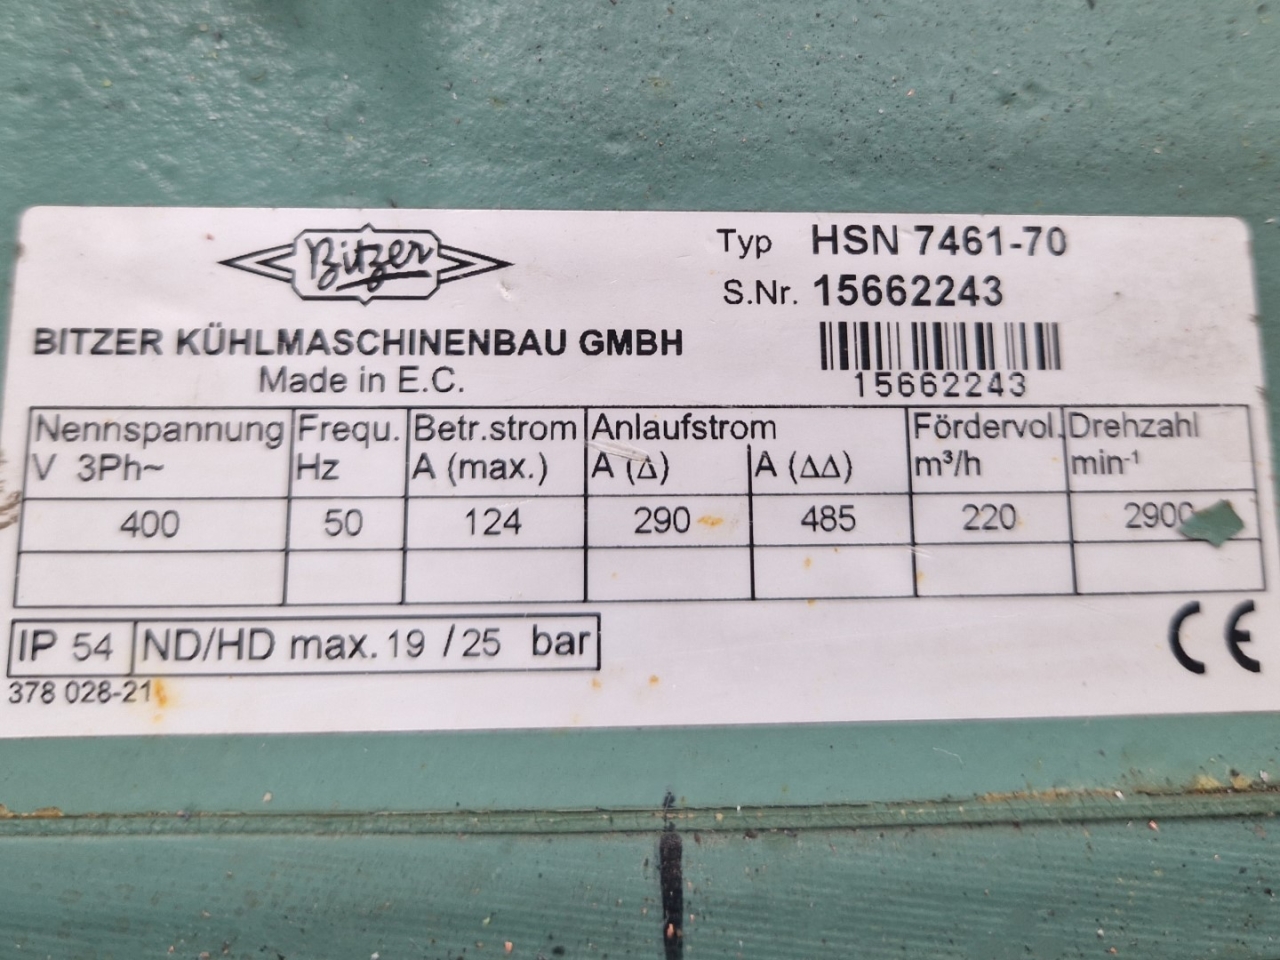 Bitzer
Typ HSN 7461-70
S.Nr. 15662243
BITZER KÜHLMASCHINENBAU GMBH
Made in E.C.
15662243
Nennspannung Frequ. Betr.strom Anlaufstrom Fördervol. Drehzahl
V 3Ph~ Hz A (max.) A (Δ) A (ΔΔ) m³/h min⁻¹
400 50 124 290 485 220 2900
IP 54 ND/HD max. 19 / 25 bar
378 028-21
CE